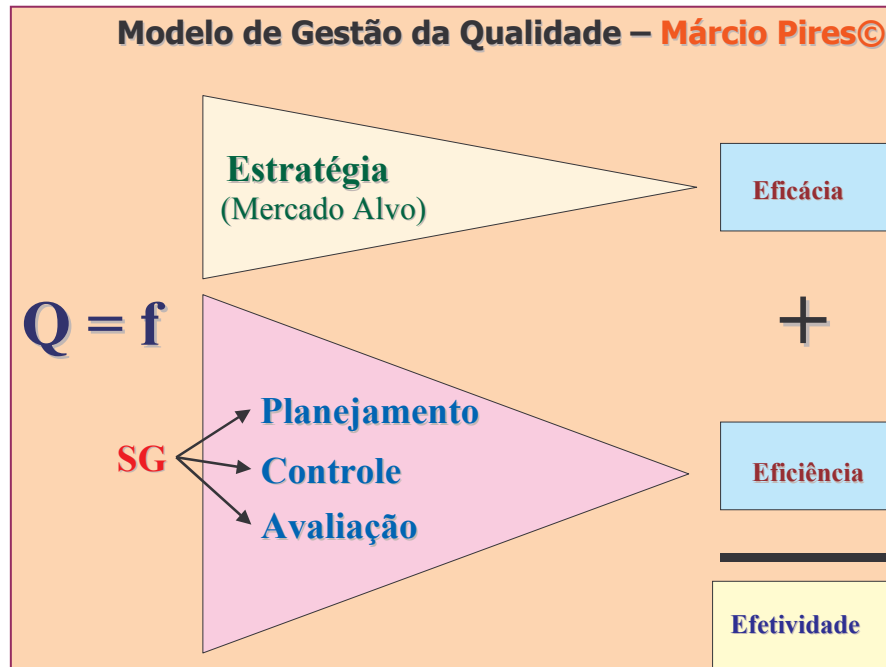 Modelo de Gestão da Qualidade – Márcio Pires©
Estratégia
(Mercado Alvo)
Eficácia
Q = f
+
Planejamento
SG
Controle
Avaliação
Eficiência
Efetividade